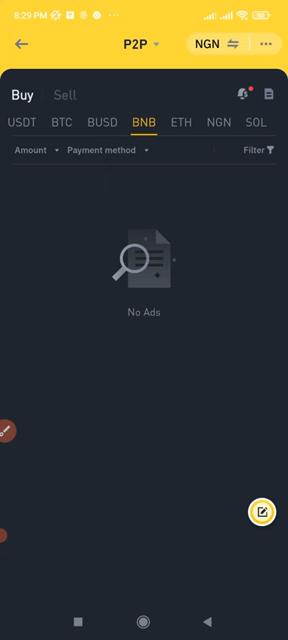 8:29 PM
P2P
NGN
Buy Sell
USDT BTC BUSD BNB ETH NGN SOL
Amount Payment method Filter
No Ads